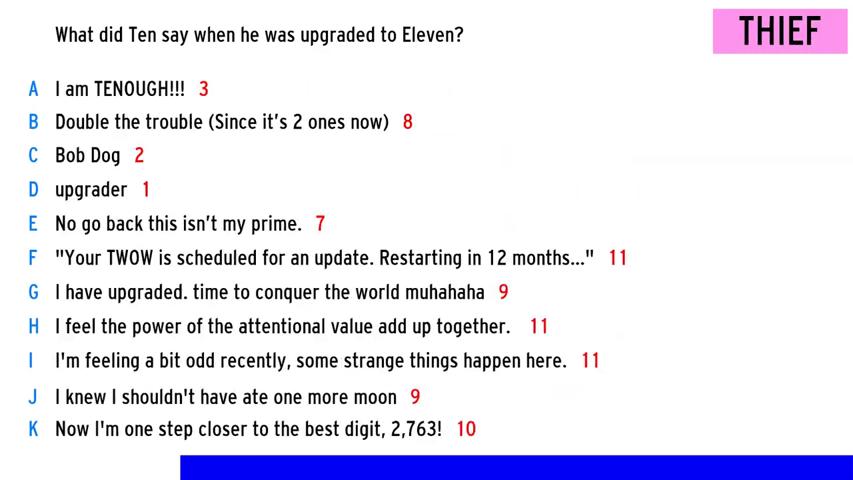 What did Ten say when he was upgraded to Eleven?
THIEF
A I am TENOUGH!!! 3
B Double the trouble (Since it's 2 ones now) 8
C Bob Dog 2
D upgrader 1
E No go back this isn't my prime. 7
F "Your TWOW is scheduled for an update. Restarting in 12 months..." 11
G I have upgraded. time to conquer the world muhahaha 9
H I feel the power of the attentional value add up together. 11
I I'm feeling a bit odd recently, some strange things happen here. 11
J I knew I shouldn't have ate one more moon 9
K Now I'm one step closer to the best digit, 2,763! 10